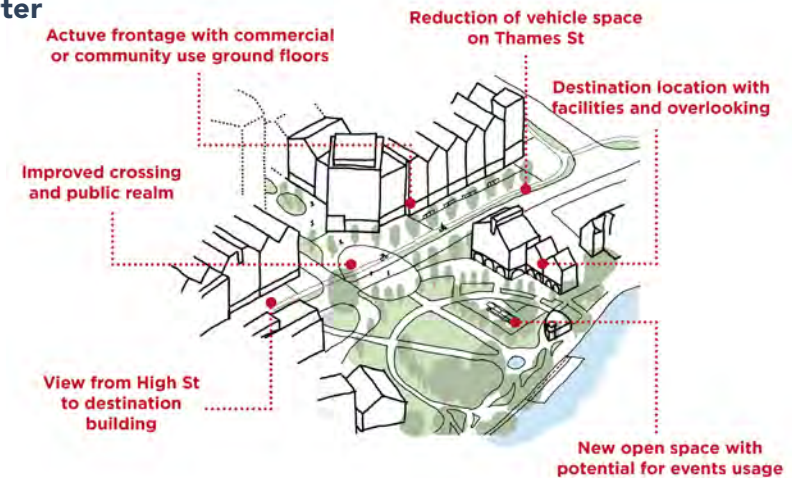 ter
Actuve frontage with commercial
or community use ground floors
Reduction of vehicle space
on Thames St
Destination location with
facilities and overlooking
Improved crossing
and public realm
View from High St
to destination
building
New open space with
potential for events usage